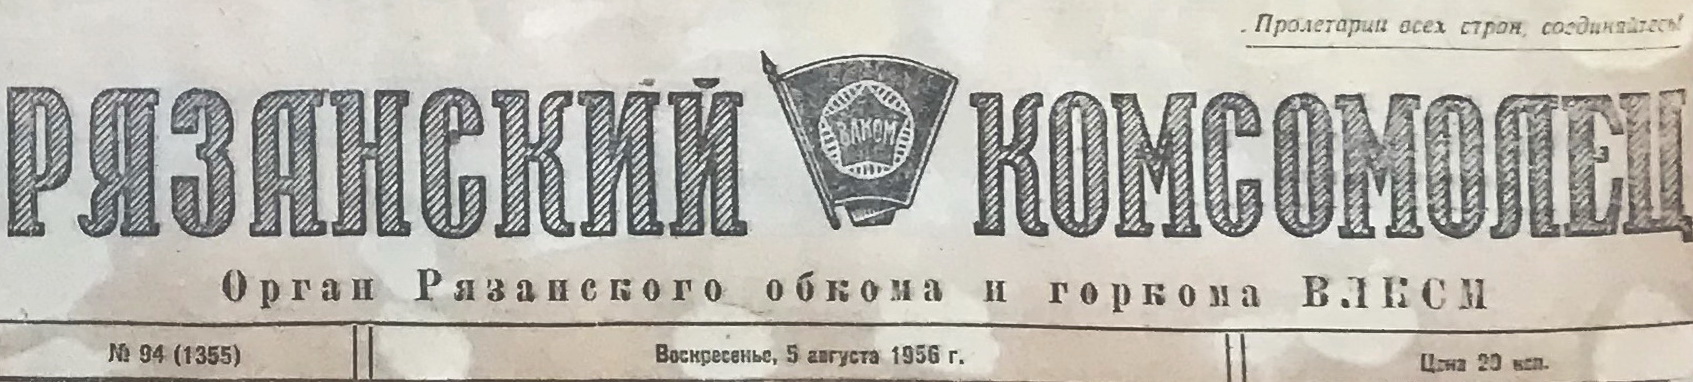 Пролетарии всех стран, соединяйтесь!
РЯЗАНСКИЙ КОМСОМОЛЕЦ
ВЛКСМ
Орган Рязанского обкома и горкома ВЛКСМ
№ 94 (1355) Воскресенье, 5 августа 1956 г. Цена 20 коп.